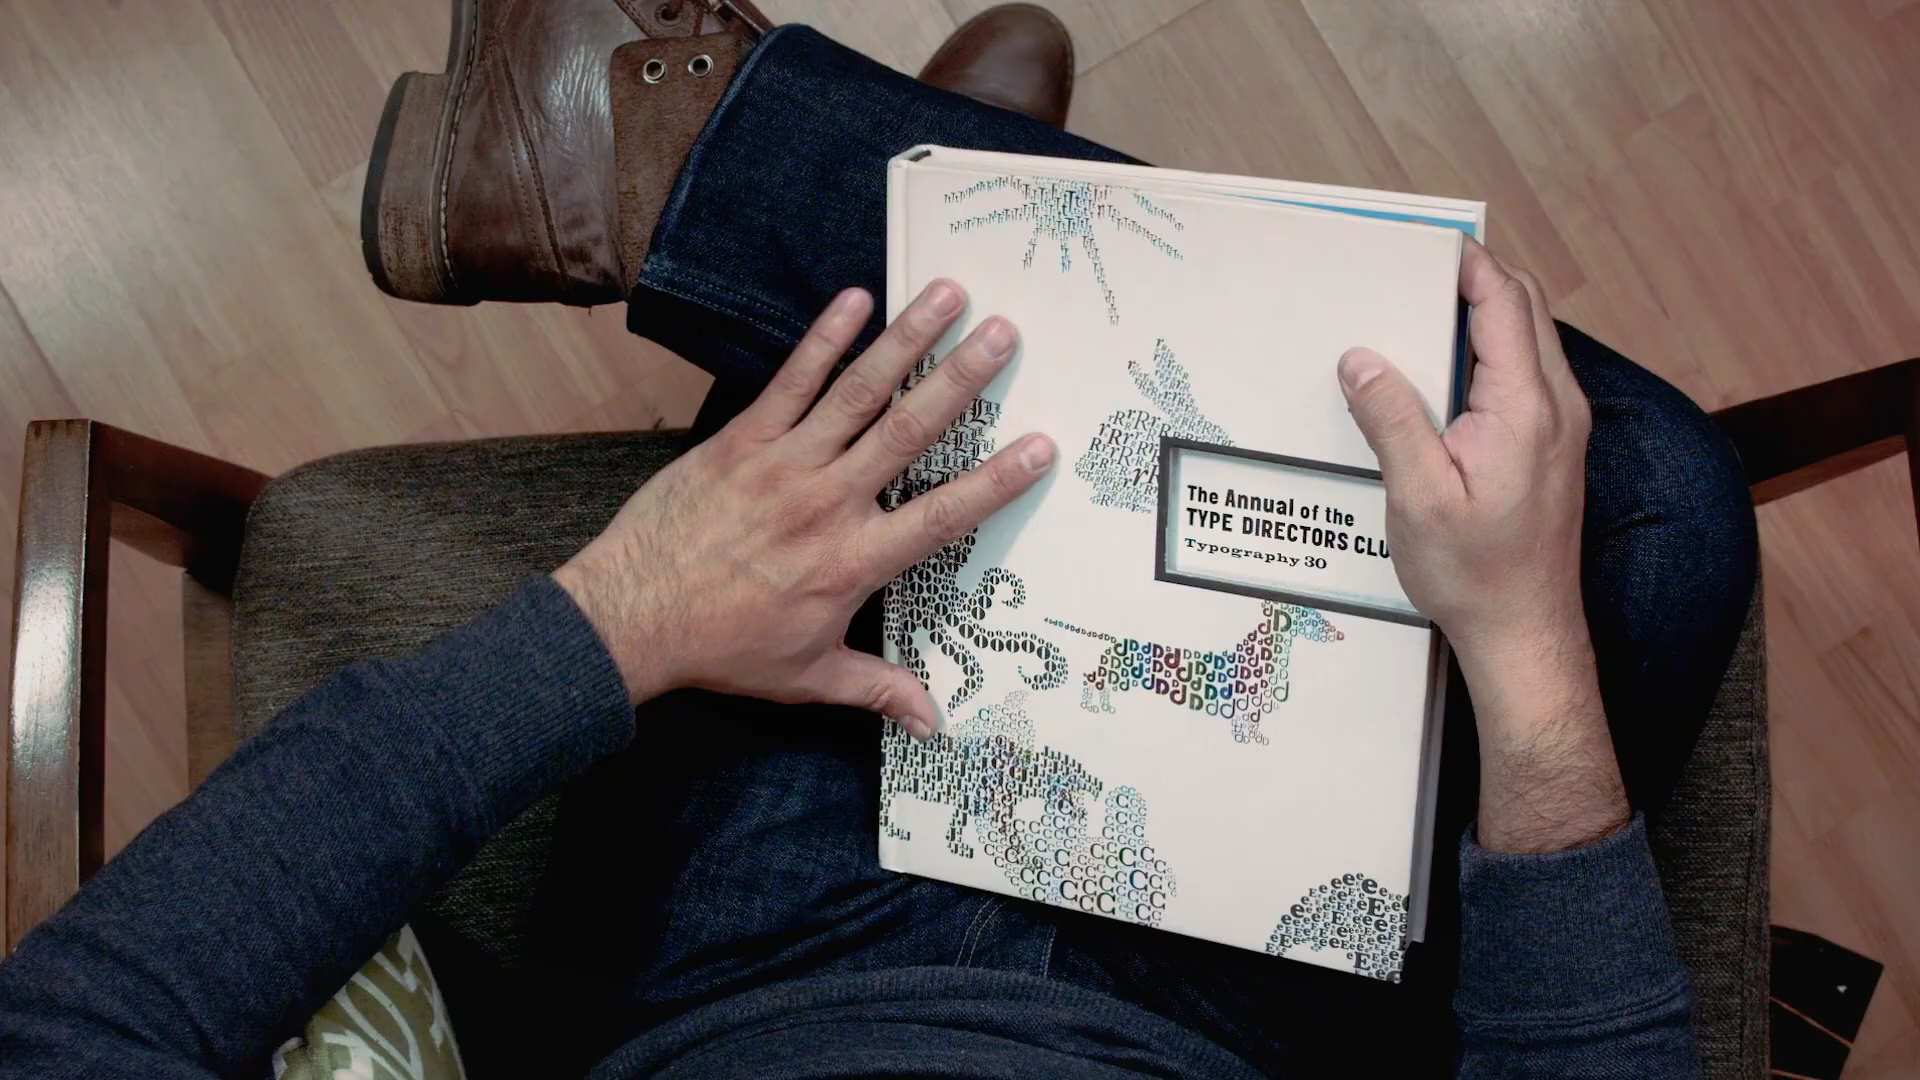 The Annual of the
TYPE DIRECTORS CLU
Typography 30